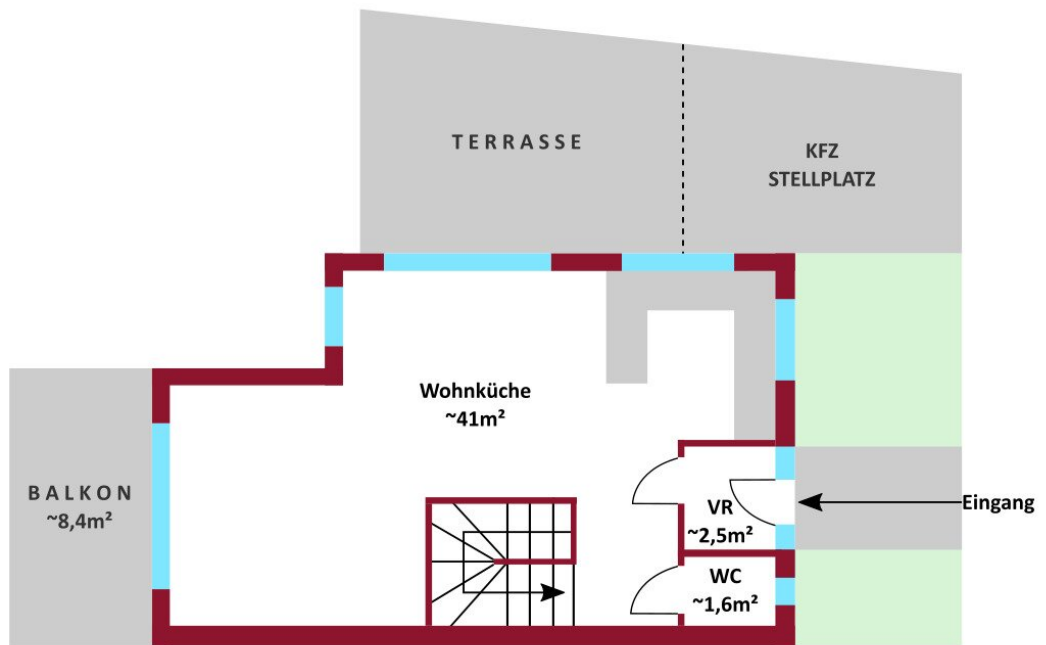 TERRASSE
KFZ
STELLPLATZ
Wohnküche
~41m²
BALKON
~8,4m²
VR
~2,5m²
Eingang
WC
~1,6m²